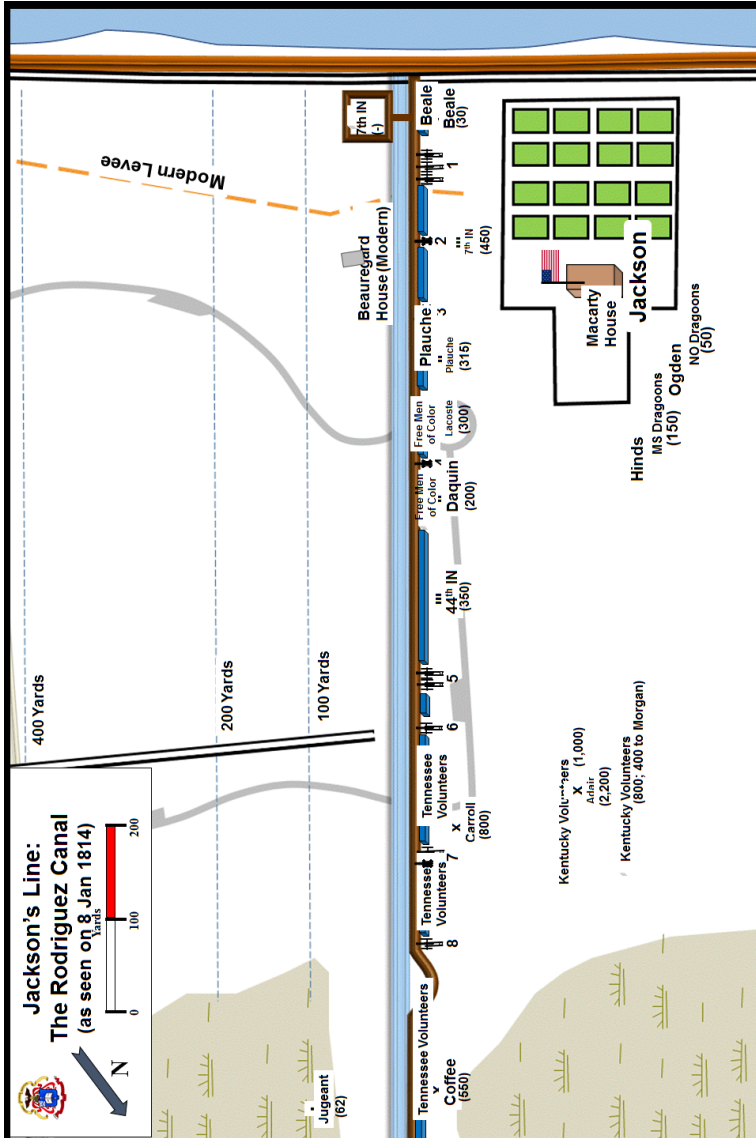 Jackson's Line:
The Rodriguez Canal
(as seen on 8 Jan 1814)
Yards
0
100
200
N
400 Yards
200 Yards
100 Yards
Modern Levee
Beauregard
House (Modern)
7th IN
(-)
Beale
Beale
(30)
1
2
7th IN
(450)
3
Plauche
Plauche
(315)
Free Men
of Color
Lacoste
(300)
4
Free Men
of Color
Daquin
(200)
44th IN
(350)
5
6
Tennessee
Volunteers
X
Carroll
(800)
7
Tennessee
Volunteers
8
Tennessee Volunteers
Coffee
(550)
Jugeant
(62)
Macarty
House
Jackson
Hinds
MS Dragoons
(150)
Ogden
NO Dragoons
(50)
Kentucky
(1,000)
X
Adair
(2,200)
Kentucky Volunteers
(800; 400 to Morgan)